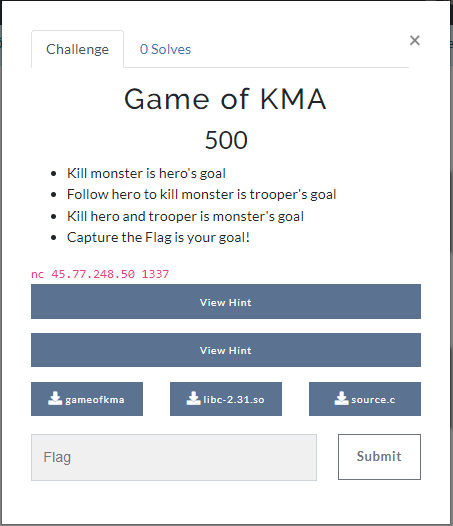 Challenge
0 Solves
×
Game of KMA
500
Kill monster is hero's goal
Follow hero to kill monster is trooper's goal
Kill hero and trooper is monster's goal
Capture the Flag is your goal!
nc 45.77.248.50 1337
View Hint
View Hint
gameofkma
libc-2.31.so
source.c
Flag
Submit